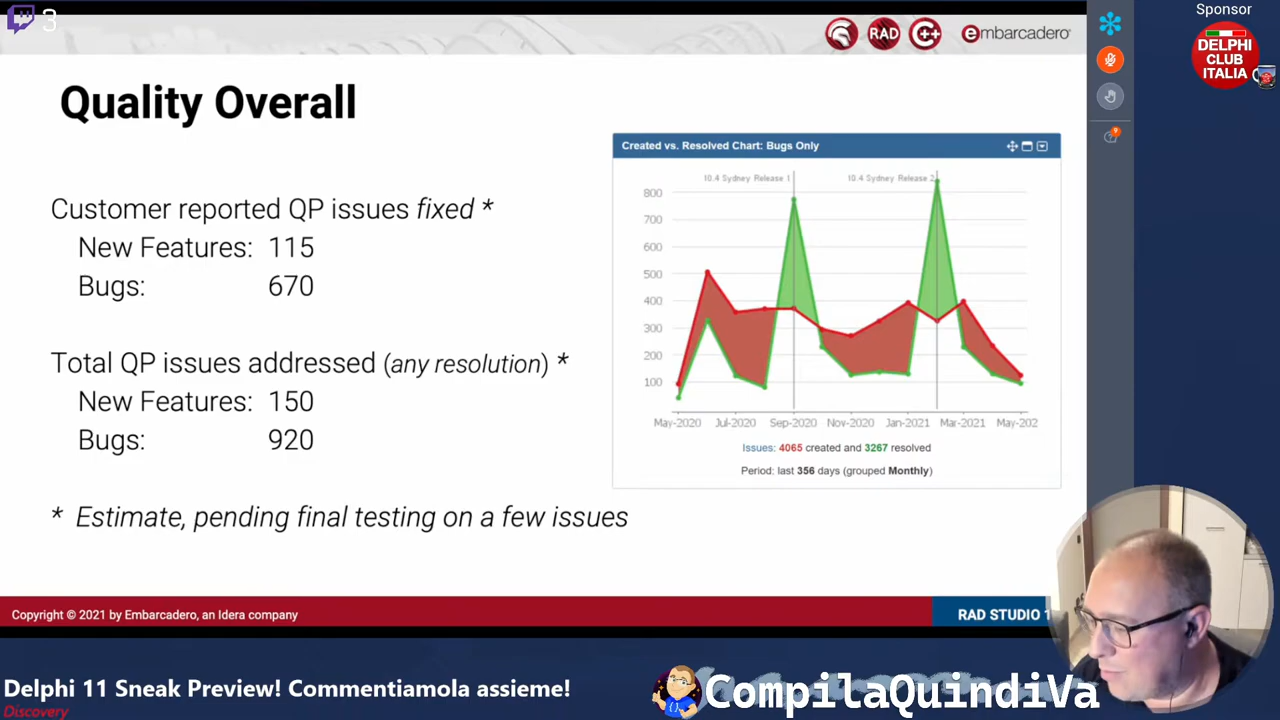 3
RAD
C++
embarcadero
Sponsor
DELPHI
CLUB
ITALIA
Quality Overall
Customer reported QP issues fixed *
New Features: 115
Bugs: 670
Total QP issues addressed (any resolution) *
New Features: 150
Bugs: 920
* Estimate, pending final testing on a few issues
Created vs. Resolved Chart: Bugs Only
10.4 Sydney Release 1
10.4 Sydney Release 2
800
700
600
500
400
300
200
100
May-2020 Jul-2020 Sep-2020 Nov-2020 Jan-2021 Mar-2021 May-202
Issues: 4065 created and 3267 resolved
Period: last 356 days (grouped Monthly)
Copyright © 2021 by Embarcadero, an Idera company
RAD STUDIO 1
Delphi 11 Sneak Preview! Commentiamola assieme!
Discovery
CompilaQuindiVa